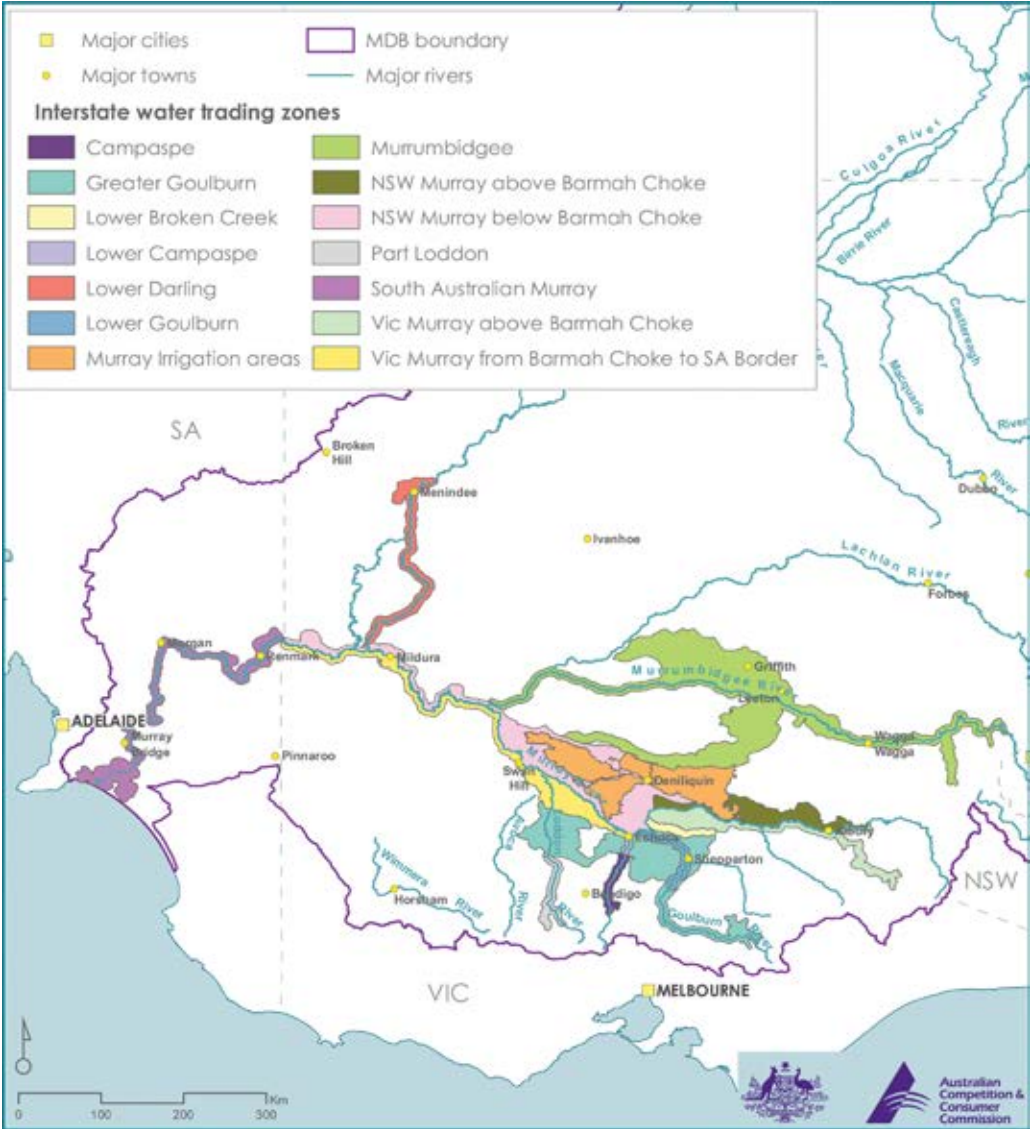 Major cities
MDB boundary
Major towns
Major rivers
Interstate water trading zones
Campaspe
Murrumbidgee
Greater Goulburn
NSW Murray above Barmah Choke
Lower Broken Creek
NSW Murray below Barmah Choke
Lower Campaspe
Part Loddon
Lower Darling
South Australian Murray
Lower Goulburn
Vic Murray above Barmah Choke
Murray Irrigation areas
Vic Murray from Barmah Choke to SA Border
Culgoa River
Birrie River
Castlereagh
River
Macquarie
River
SA
Broken
Hill
Menindee
Dubbo
Ivanhoe
Lachlan River
Forbes
Morgan
Renmark
Mildura
Griffith
Murrumbidgee River
Leeton
ADELAIDE
Murray
Bridge
Pinnaroo
Wagga
Wagga
Swan
Hill
Murray
Deniliquin
Albury
Echuca
Shepparton
NSW
Wimmera
River
Horsham
Avoca
River
River
Bendigo
Goulburn
River
VIC
MELBOURNE
Km
0
100
200
300
Australian
Competition &
Consumer
Commission